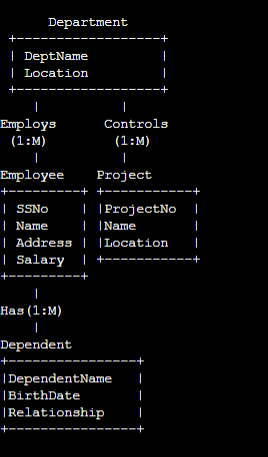 Department
+-----------------+
| DeptName |
| Location |
+-----------------+
| |
Employs Controls
(1:M) (1:M)
| |
Employee Project
+---------+ +-----------+
| SSNo | |ProjectNo |
| Name | |Name |
| Address | |Location |
| Salary | +-----------+
+---------+
|
Has(1:M)
|
Dependent
+---------------+
|DependentName |
|BirthDate |
|Relationship |
+---------------+